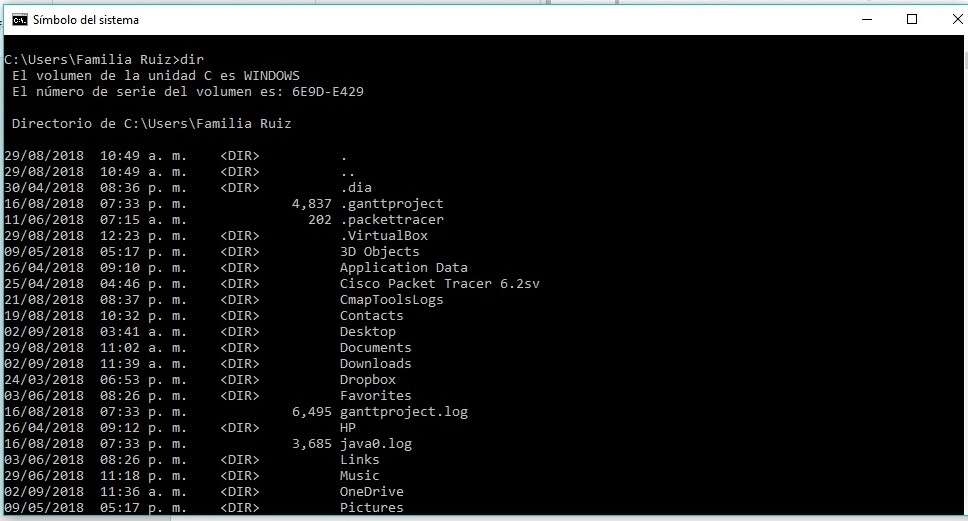 Símbolo del sistema
C:\Users\Familia Ruiz>dir
El volumen de la unidad C es WINDOWS
El número de serie del volumen es: 6E9D-E429
Directorio de C:\Users\Familia Ruiz
29/08/2018  10:49 a. m.    <DIR>          .
29/08/2018  10:49 a. m.    <DIR>          ..
30/04/2018  08:36 p. m.    <DIR>          .dia
16/08/2018  07:33 p. m.             4,837 .ganttproject
11/06/2018  07:15 a. m.               202 .packettracer
29/08/2018  12:23 p. m.    <DIR>          .VirtualBox
09/05/2018  05:17 p. m.    <DIR>          3D Objects
26/04/2018  09:10 p. m.    <DIR>          Application Data
25/04/2018  04:46 p. m.    <DIR>          Cisco Packet Tracer 6.2sv
21/08/2018  08:37 p. m.    <DIR>          CmapToolsLogs
19/08/2018  10:32 p. m.    <DIR>          Contacts
02/09/2018  03:41 a. m.    <DIR>          Desktop
29/08/2018  11:02 a. m.    <DIR>          Documents
02/09/2018  11:39 a. m.    <DIR>          Downloads
24/03/2018  06:53 p. m.    <DIR>          Dropbox
03/06/2018  08:26 p. m.    <DIR>          Favorites
16/08/2018  07:33 p. m.             6,495 ganttproject.log
26/04/2018  09:12 p. m.    <DIR>          HP
16/08/2018  07:33 p. m.             3,685 java0.log
03/06/2018  08:26 p. m.    <DIR>          Links
29/06/2018  11:18 p. m.    <DIR>          Music
02/09/2018  11:36 a. m.    <DIR>          OneDrive
09/05/2018  05:17 p. m.    <DIR>          Pictures